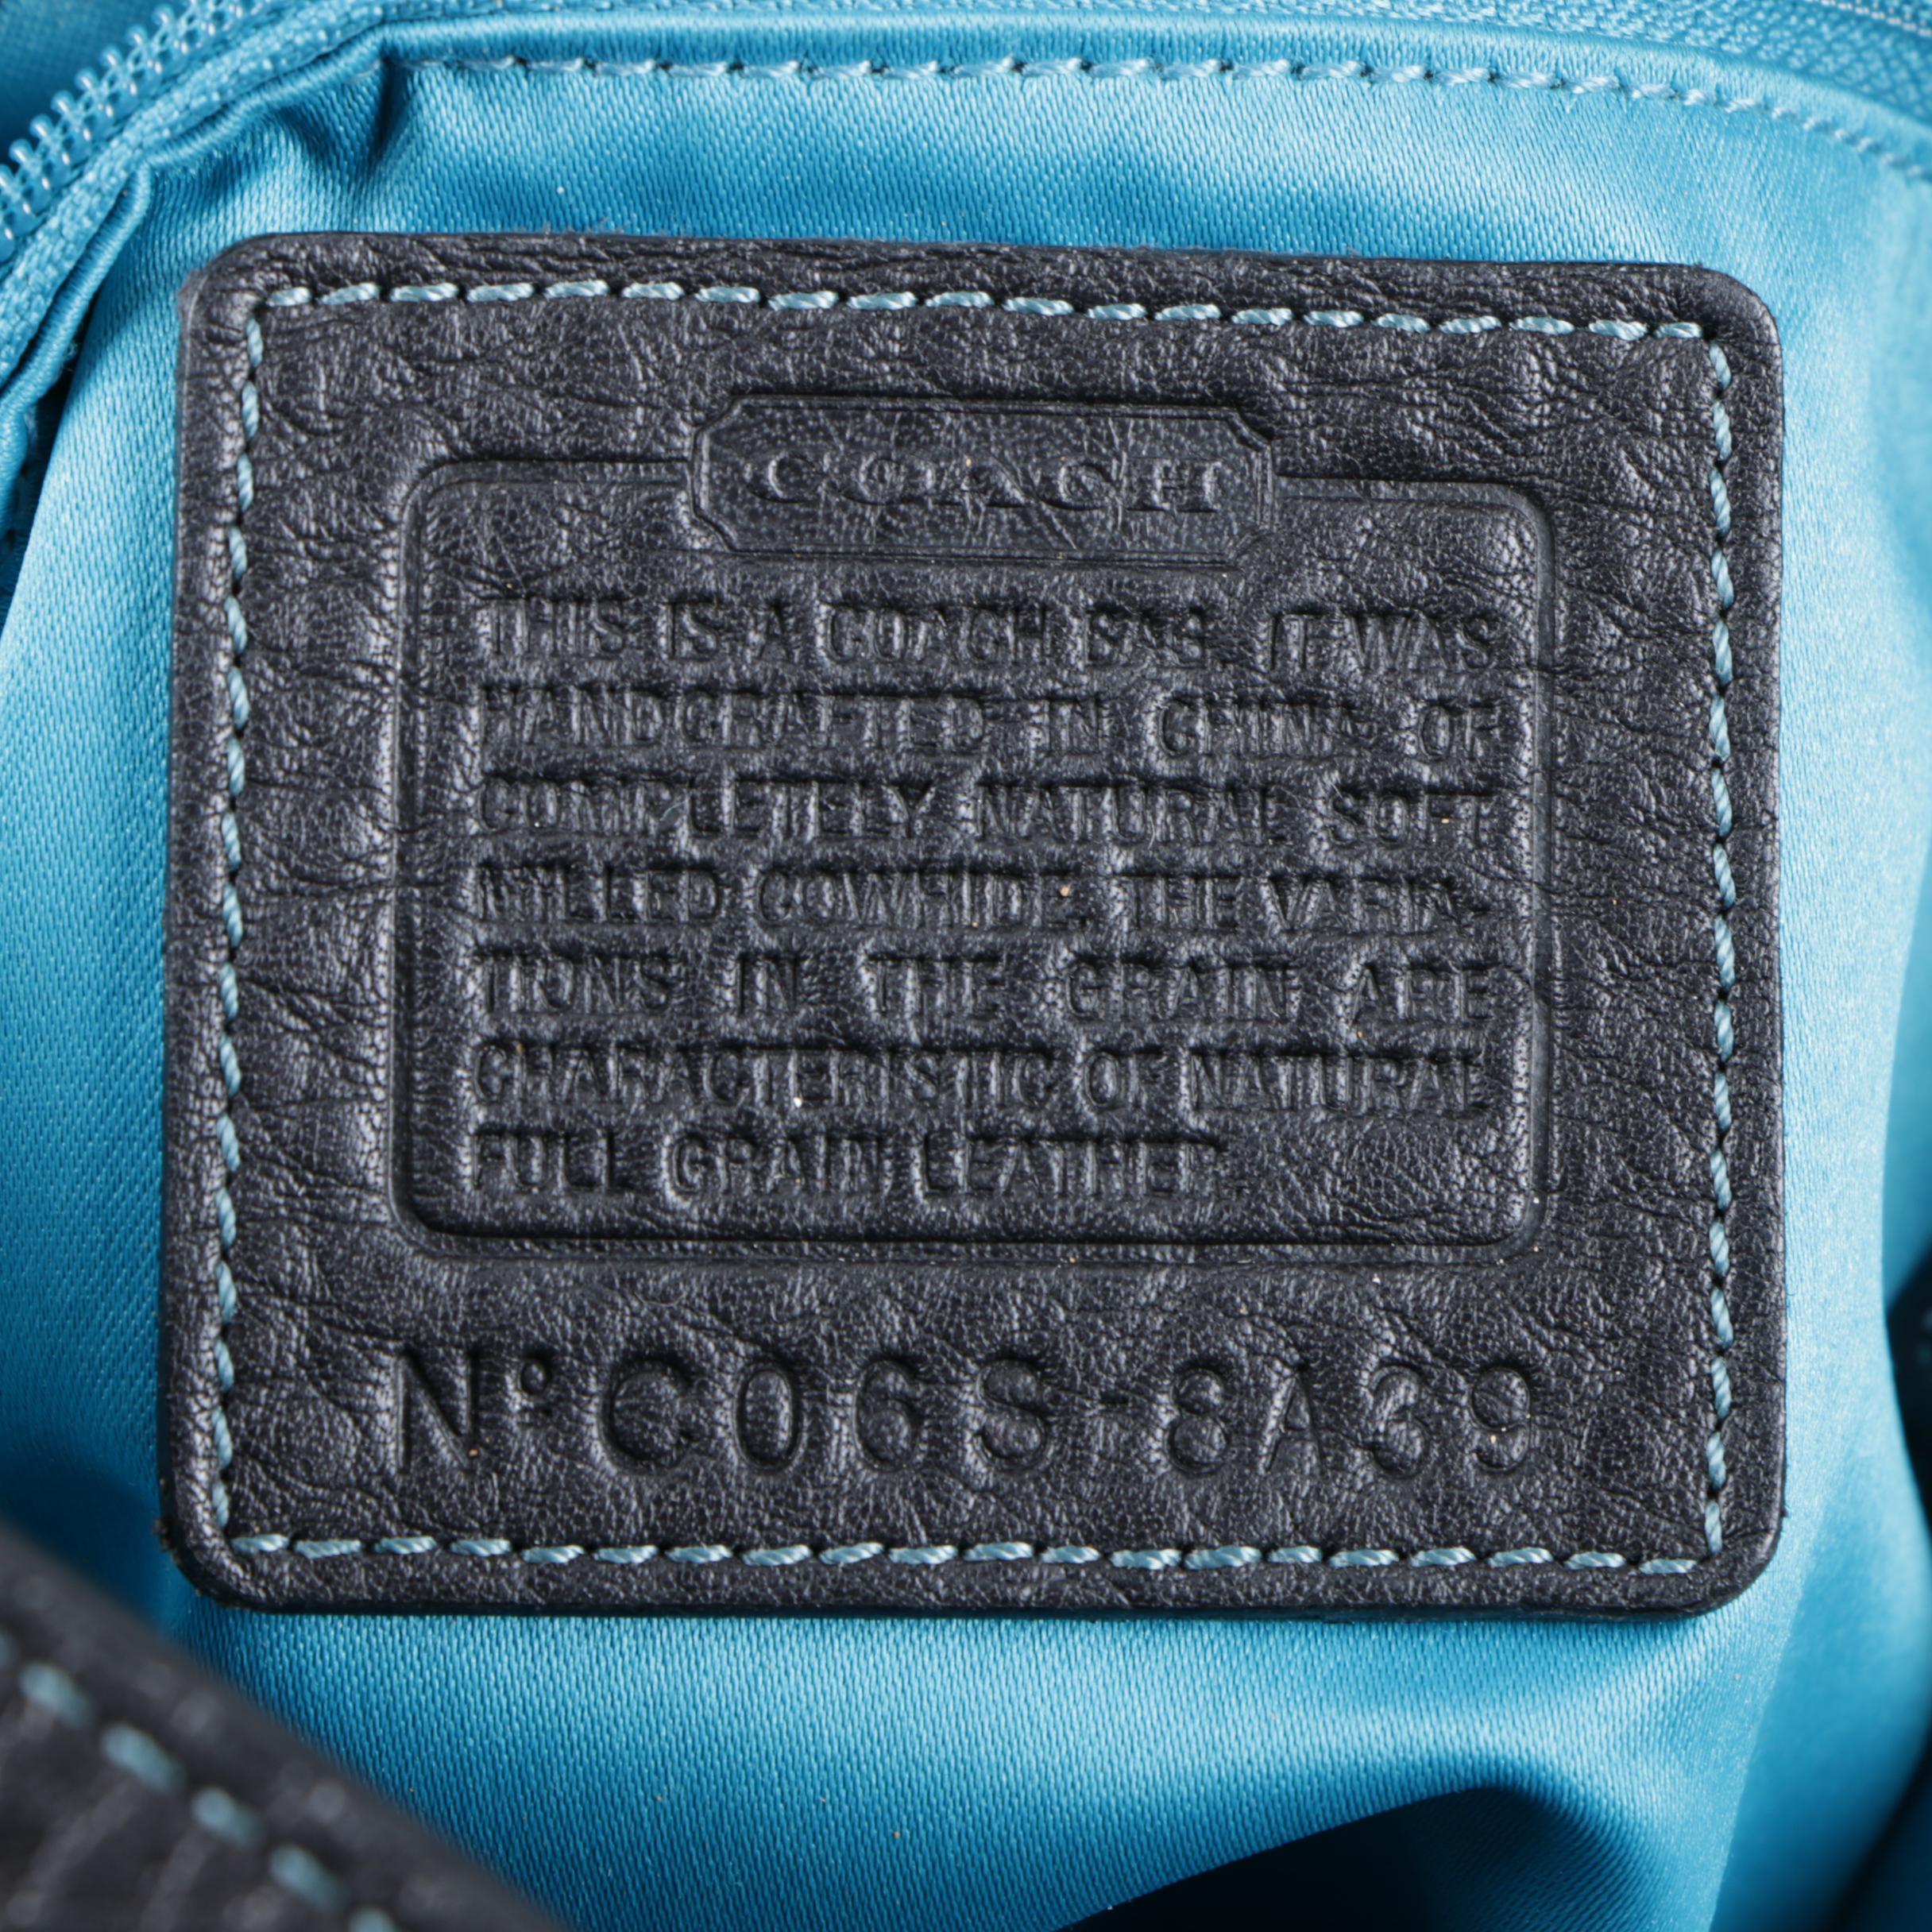 COACH
THIS IS A COACH BAG. IT WAS
HANDCRAFTED IN CHINA OF
COMPLETELY NATURAL SOFT
MILLED COWHIDE. THE VARIA-
TIONS IN THE GRAIN ARE
CHARACTERISTIC OF NATURAL
FULL GRAIN LEATHER.
Nº C06S-8A39